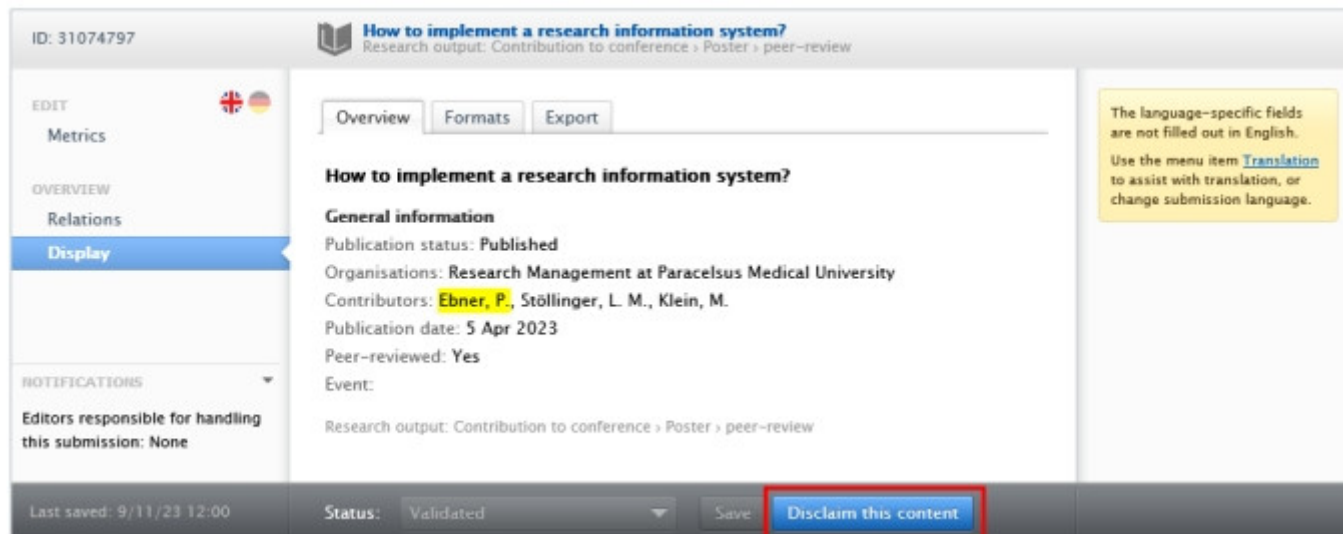 ID: 31074797
How to implement a research information system?
Research output: Contribution to conference › Poster › peer-review
EDIT
Metrics
OVERVIEW
Relations
Display
NOTIFICATIONS
Editors responsible for handling
this submission: None
Overview
Formats
Export
How to implement a research information system?
General information
Publication status: Published
Organisations: Research Management at Paracelsus Medical University
Contributors: Ebner, P., Stöllinger, L. M., Klein, M.
Publication date: 5 Apr 2023
Peer-reviewed: Yes
Event:
Research output: Contribution to conference › Poster › peer-review
The language-specific fields
are not filled out in English.
Use the menu item Translation
to assist with translation, or
change submission language.
Last saved: 9/11/23 12:00
Status: Validated
Save
Disclaim this content